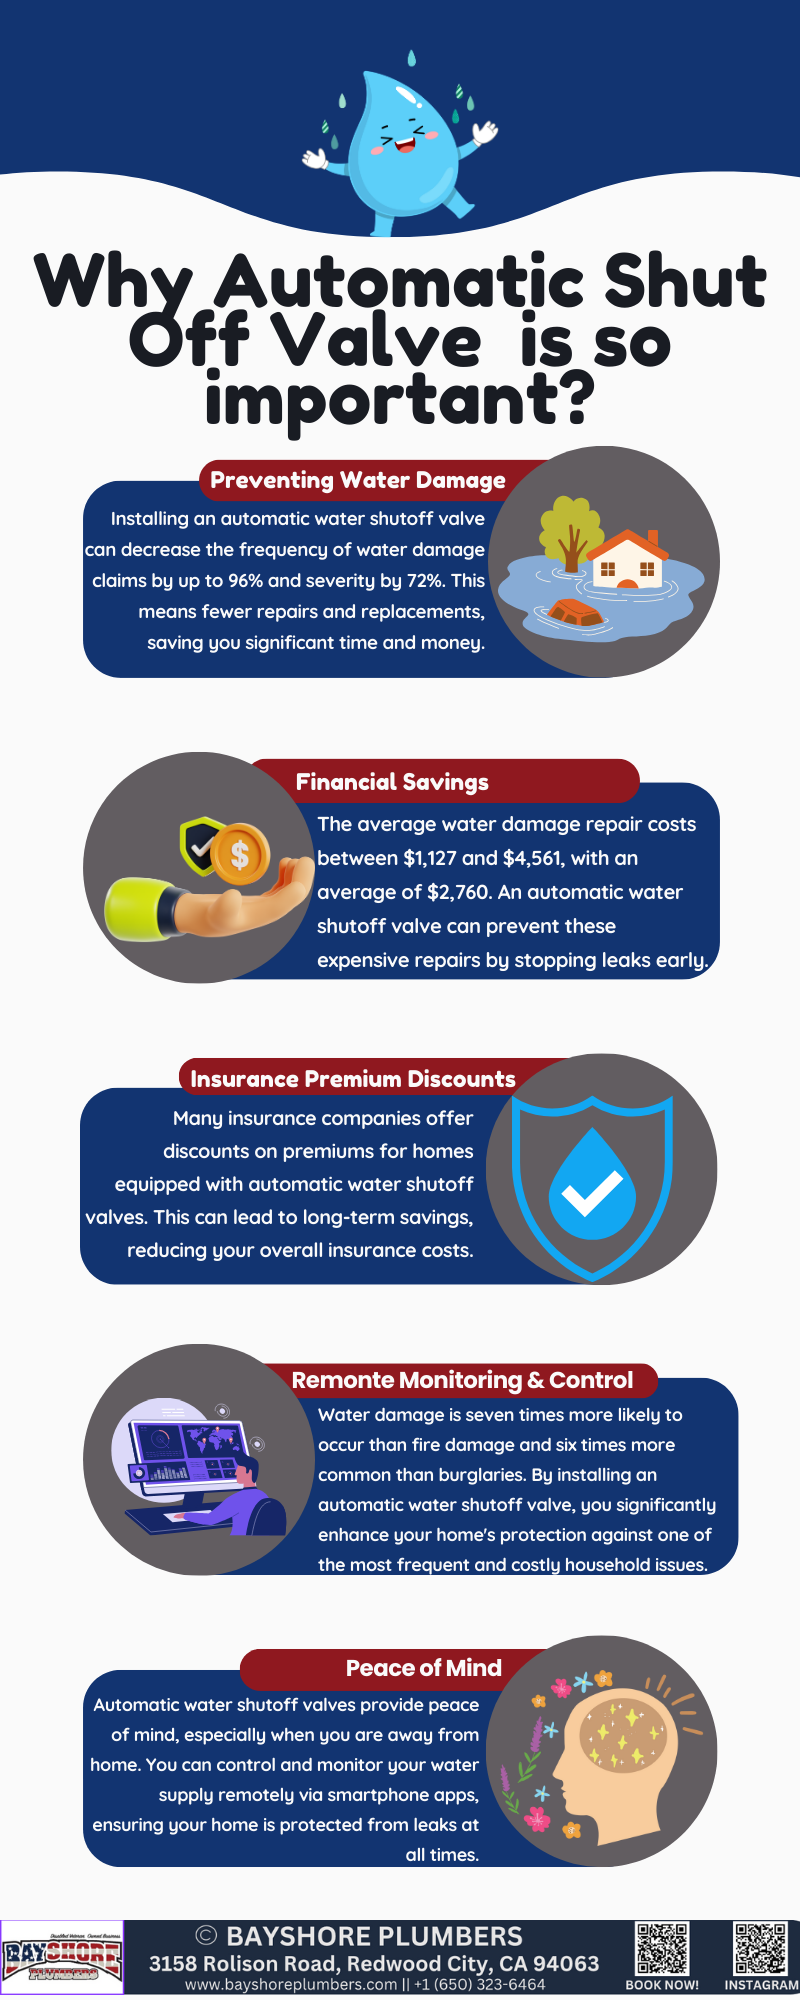 Why Automatic Shut
Off Valve is so
important?
Preventing Water Damage
Installing an automatic water shutoff valve
can decrease the frequency of water damage
claims by up to 96% and severity by 72%. This
means fewer repairs and replacements,
saving you significant time and money.
Financial Savings
The average water damage repair costs
between $1,127 and $4,561, with an
average of $2,760. An automatic water
shutoff valve can prevent these
expensive repairs by stopping leaks early.
Insurance Premium Discounts
Many insurance companies offer
discounts on premiums for homes
equipped with automatic water shutoff
valves. This can lead to long-term savings,
reducing your overall insurance costs.
Remonte Monitoring & Control
Water damage is seven times more likely to
occur than fire damage and six times more
common than burglaries. By installing an
automatic water shutoff valve, you significantly
enhance your home's protection against one of
the most frequent and costly household issues.
Peace of Mind
Automatic water shutoff valves provide peace
of mind, especially when you are away from
home. You can control and monitor your water
supply remotely via smartphone apps,
ensuring your home is protected from leaks at
all times.
Disabled Veteran Owned Business
BAYSHORE
PLUMBERS
© BAYSHORE PLUMBERS
3158 Rolison Road, Redwood City, CA 94063
www.bayshoreplumbers.com || +1 (650) 323-6464
BOOK NOW!
INSTAGRAM